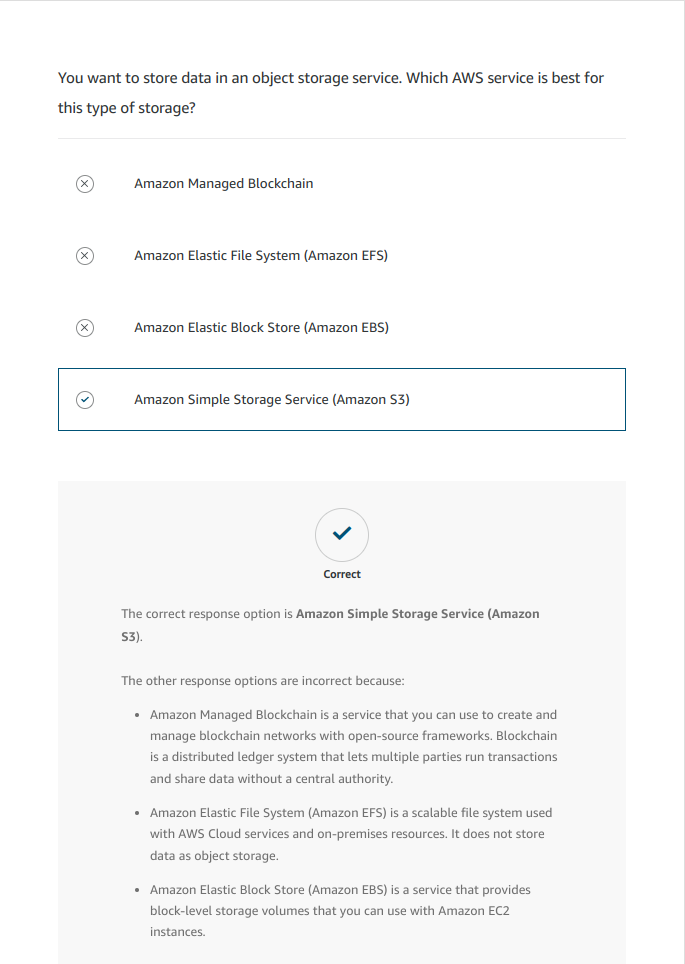 You want to store data in an object storage service. Which AWS service is best for
this type of storage?
Amazon Managed Blockchain
Amazon Elastic File System (Amazon EFS)
Amazon Elastic Block Store (Amazon EBS)
Amazon Simple Storage Service (Amazon S3)
Correct
The correct response option is Amazon Simple Storage Service (Amazon
S3).
The other response options are incorrect because:
• Amazon Managed Blockchain is a service that you can use to create and
manage blockchain networks with open-source frameworks. Blockchain
is a distributed ledger system that lets multiple parties run transactions
and share data without a central authority.
• Amazon Elastic File System (Amazon EFS) is a scalable file system used
with AWS Cloud services and on-premises resources. It does not store
data as object storage.
• Amazon Elastic Block Store (Amazon EBS) is a service that provides
block-level storage volumes that you can use with Amazon EC2
instances.